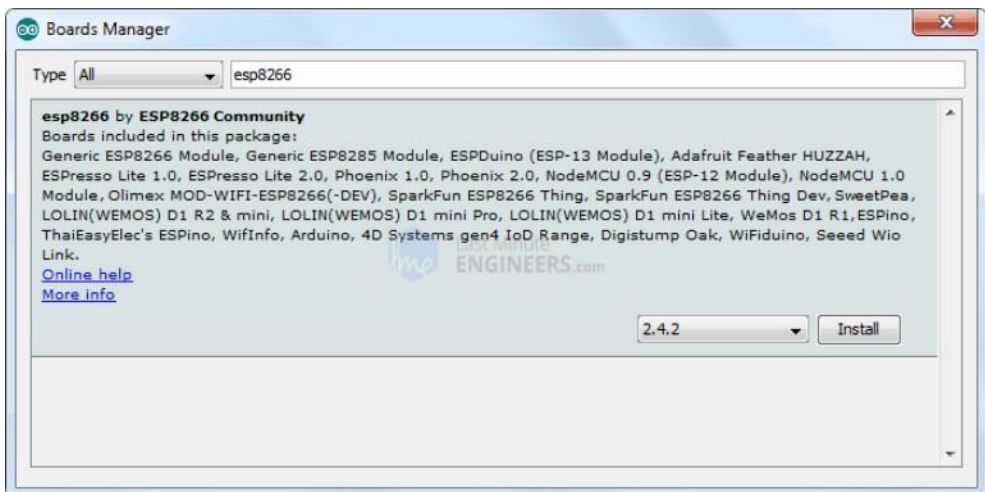 Boards Manager
Type All esp8266
esp8266 by ESP8266 Community
Boards included in this package:
Generic ESP8266 Module, Generic ESP8285 Module, ESPDuino (ESP-13 Module), Adafruit Feather HUZZAH,
ESPresso Lite 1.0, ESPresso Lite 2.0, Phoenix 1.0, Phoenix 2.0, NodeMCU 0.9 (ESP-12 Module), NodeMCU 1.0
Module, Olimex MOD-WIFI-ESP8266(-DEV), SparkFun ESP8266 Thing, SparkFun ESP8266 Thing Dev, SweetPea,
LOLIN(WEMOS) D1 R2 & mini, LOLIN(WEMOS) D1 mini Pro, LOLIN(WEMOS) D1 mini Lite, WeMos D1 R1, ESPino,
ThaiEasyElec's ESPino, WifInfo, Arduino, 4D Systems gen4 IoD Range, Digistump Oak, WiFiduino, Seeed Wio
Link.
Last Minute
me ENGINEERS.com
Online help
More info
2.4.2 Install